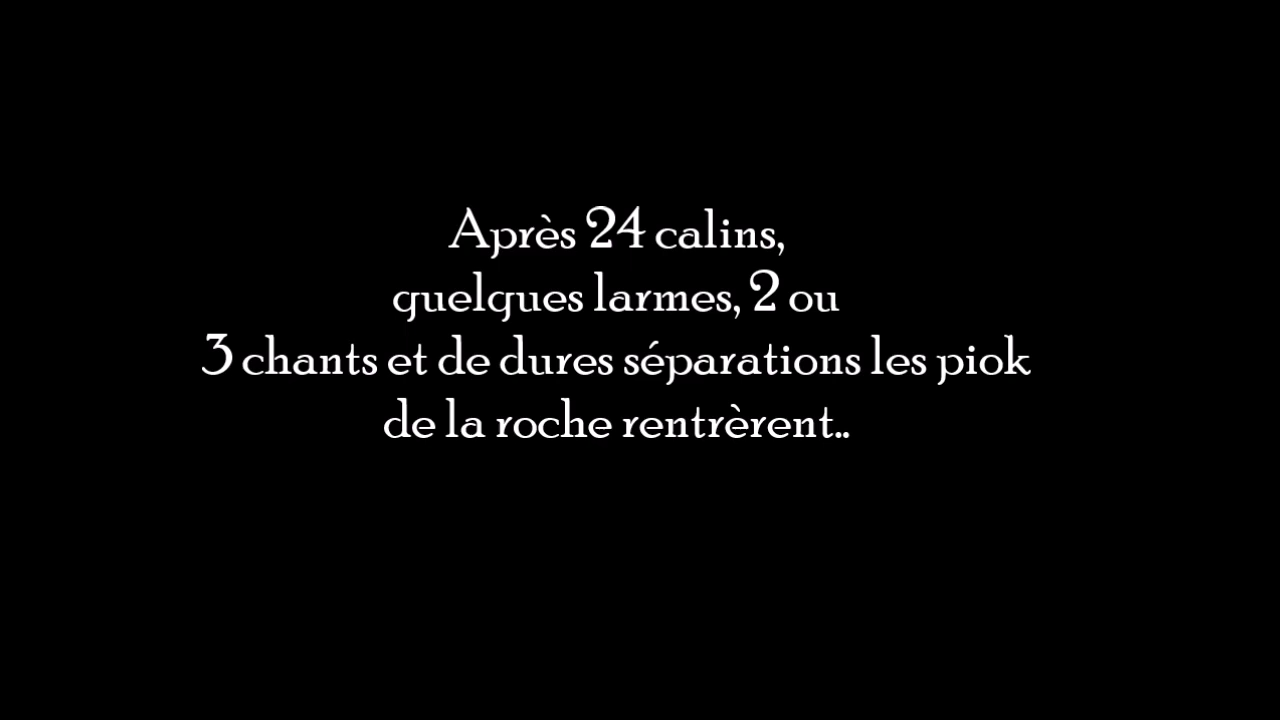 Après 24 calins,
quelques larmes, 2 ou
3 chants et de dures séparations les piok
de la roche rentrèrent..